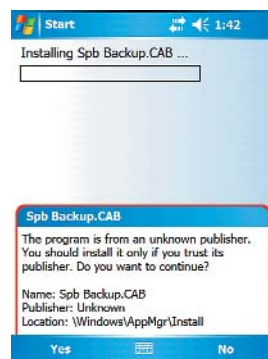 Start 1:42
Installing Spb Backup.CAB ...
Spb Backup.CAB
The program is from an unknown publisher.
You should install it only if you trust its
publisher. Do you want to continue?
Name: Spb Backup.CAB
Publisher: Unknown
Location: \Windows\AppMgr\Install
Yes No